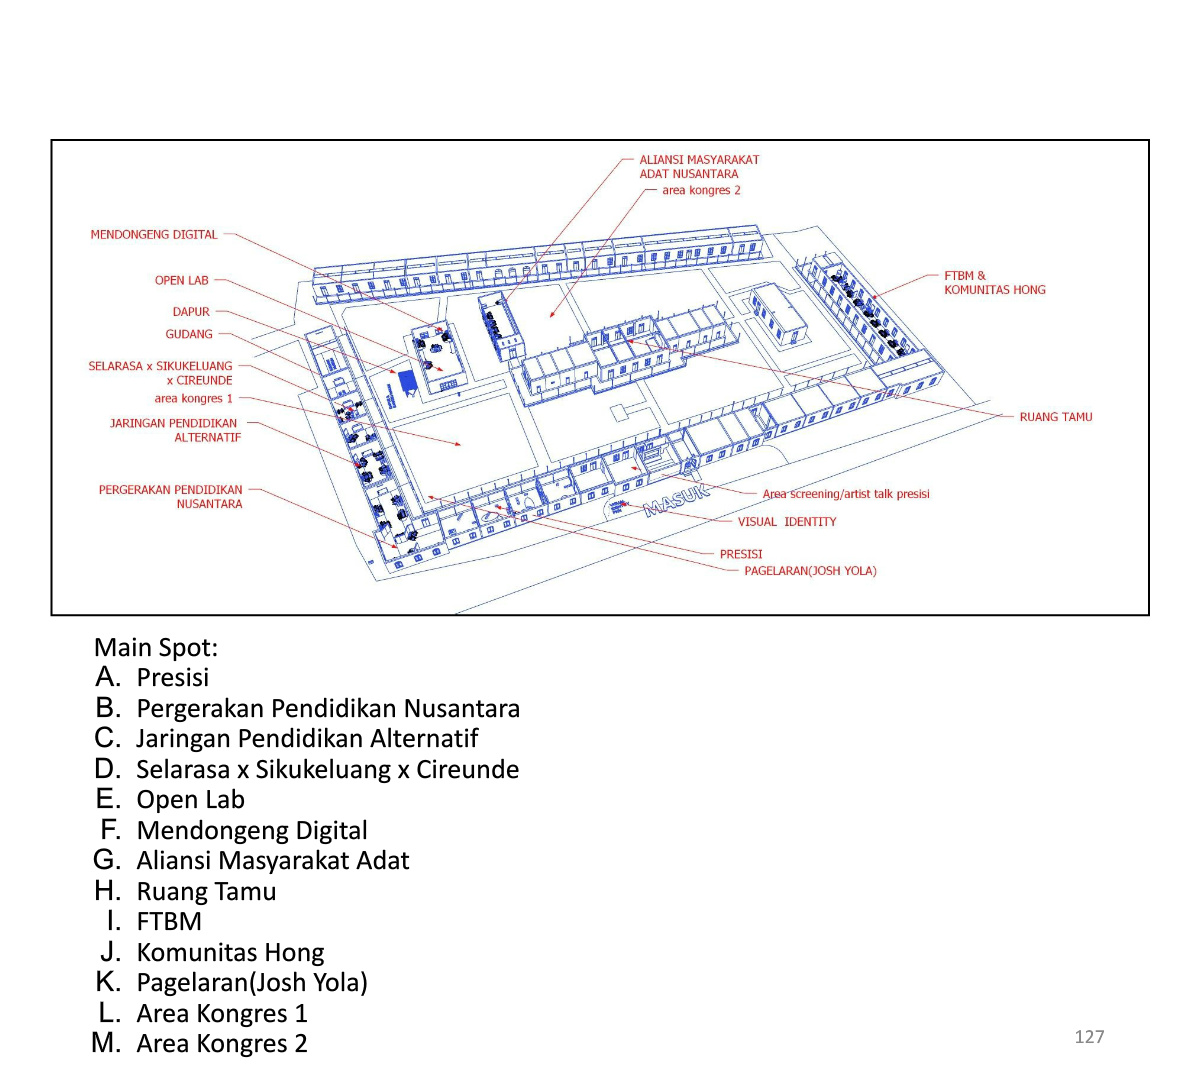 ALIANSI MASYARAKAT
ADAT NUSANTARA
area kongres 2
MENDONGENG DIGITAL
OPEN LAB
DAPUR
GUDANG
SELARASA x SIKUKELUANG
x CIREUNDE
area kongres 1
JARINGAN PENDIDIKAN
ALTERNATIF
PERGERAKAN PENDIDIKAN
NUSANTARA
FTBM &
KOMUNITAS HONG
RUANG TAMU
Area screening/artist talk presisi
MASUK
VISUAL IDENTITY
PRESISI
PAGELARAN(JOSH YOLA)
Main Spot:
A. Presisi
B. Pergerakan Pendidikan Nusantara
C. Jaringan Pendidikan Alternatif
D. Selarasa x Sikukeluang x Cireunde
E. Open Lab
F. Mendongeng Digital
G. Aliansi Masyarakat Adat
H. Ruang Tamu
I. FTBM
J. Komunitas Hong
K. Pagelaran(Josh Yola)
L. Area Kongres 1
M. Area Kongres 2
127